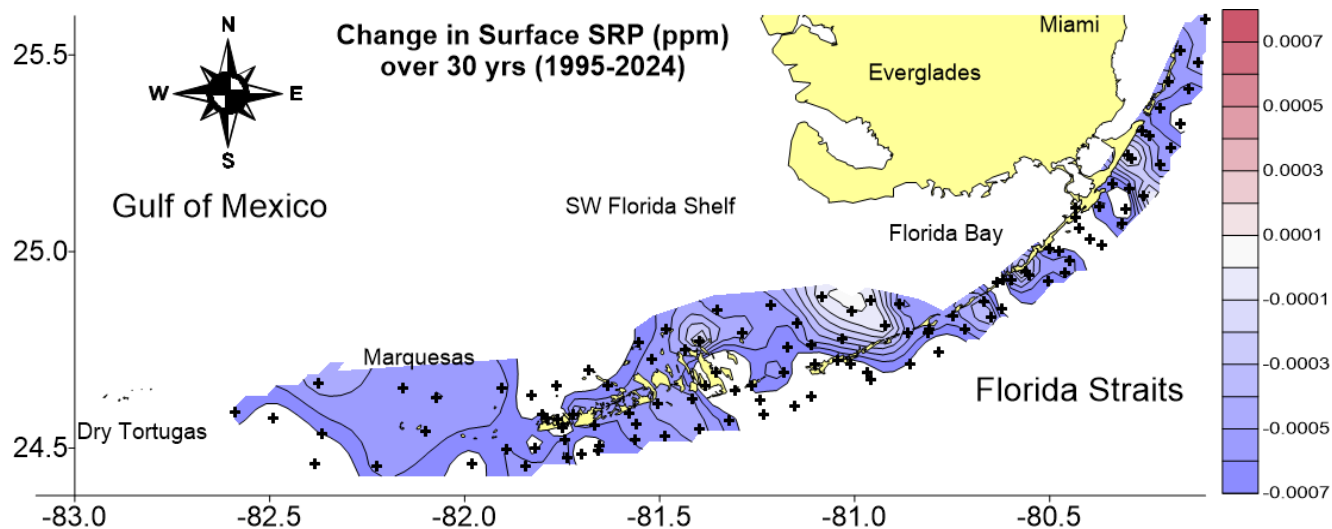 Change in Surface SRP (ppm)
over 30 yrs (1995-2024)
N
W
E
S
Miami
Everglades
Gulf of Mexico
SW Florida Shelf
Florida Bay
Marquesas
Florida Straits
Dry Tortugas
25.5
25.0
24.5
-83.0
-82.5
-82.0
-81.5
-81.0
-80.5
0.0007
0.0005
0.0003
0.0001
-0.0001
-0.0003
-0.0005
-0.0007